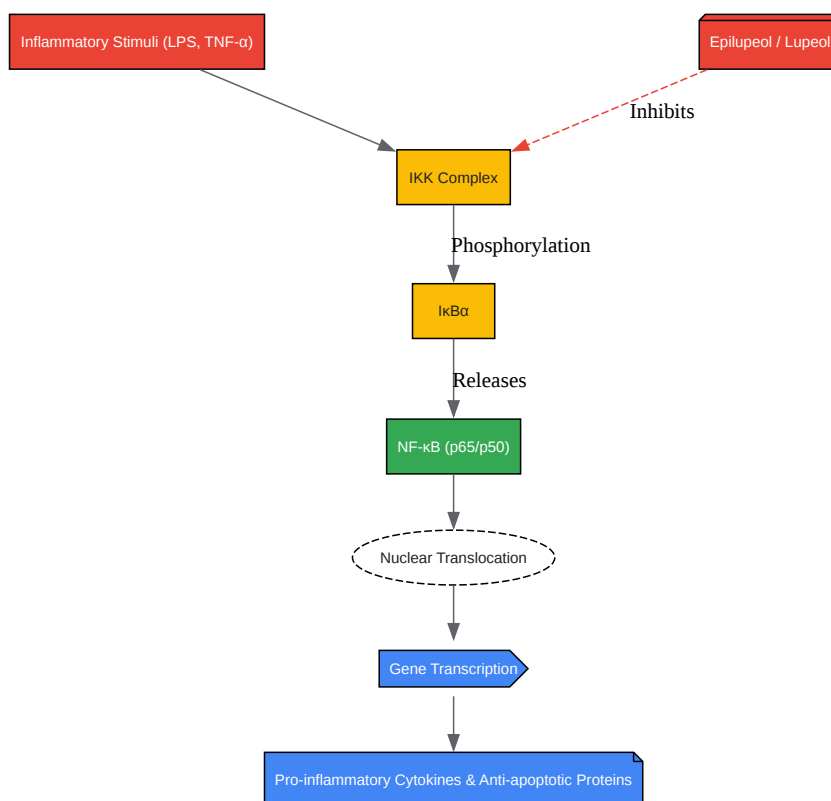 Inflammatory Stimuli (LPS, TNF-α)
Epilupeol / Lupeol
Inhibits
IKK Complex
Phosphorylation
IκBα
Releases
NF-κB (p65/p50)
Nuclear Translocation
Gene Transcription
Pro-inflammatory Cytokines & Anti-apoptotic Proteins